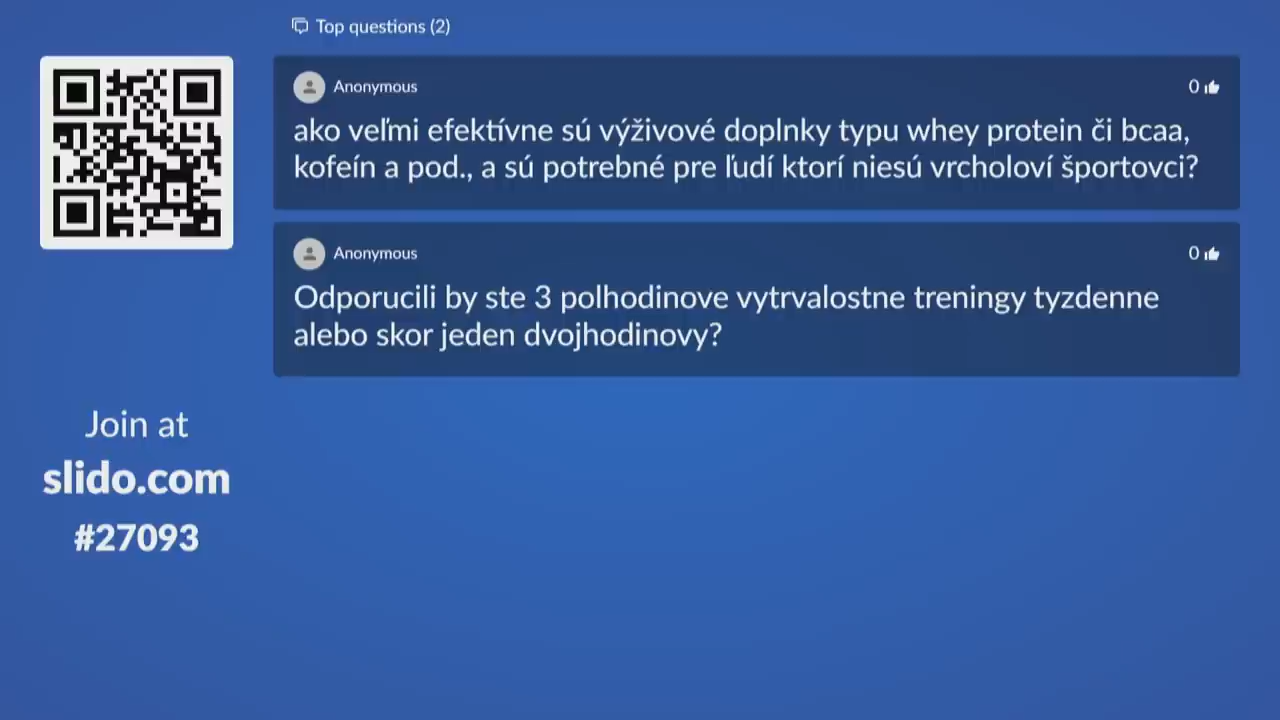 Top questions (2)
Anonymous
0
ako veľmi efektívne sú výživové doplnky typu whey protein či bcaa,
kofeín a pod., a sú potrebné pre ľudí ktorí niesú vrcholoví športovci?
Anonymous
0
Odporucili by ste 3 polhodinove vytrvalostne treningy tyzdenne
alebo skor jeden dvojhodinovy?
Join at
slido.com
#27093